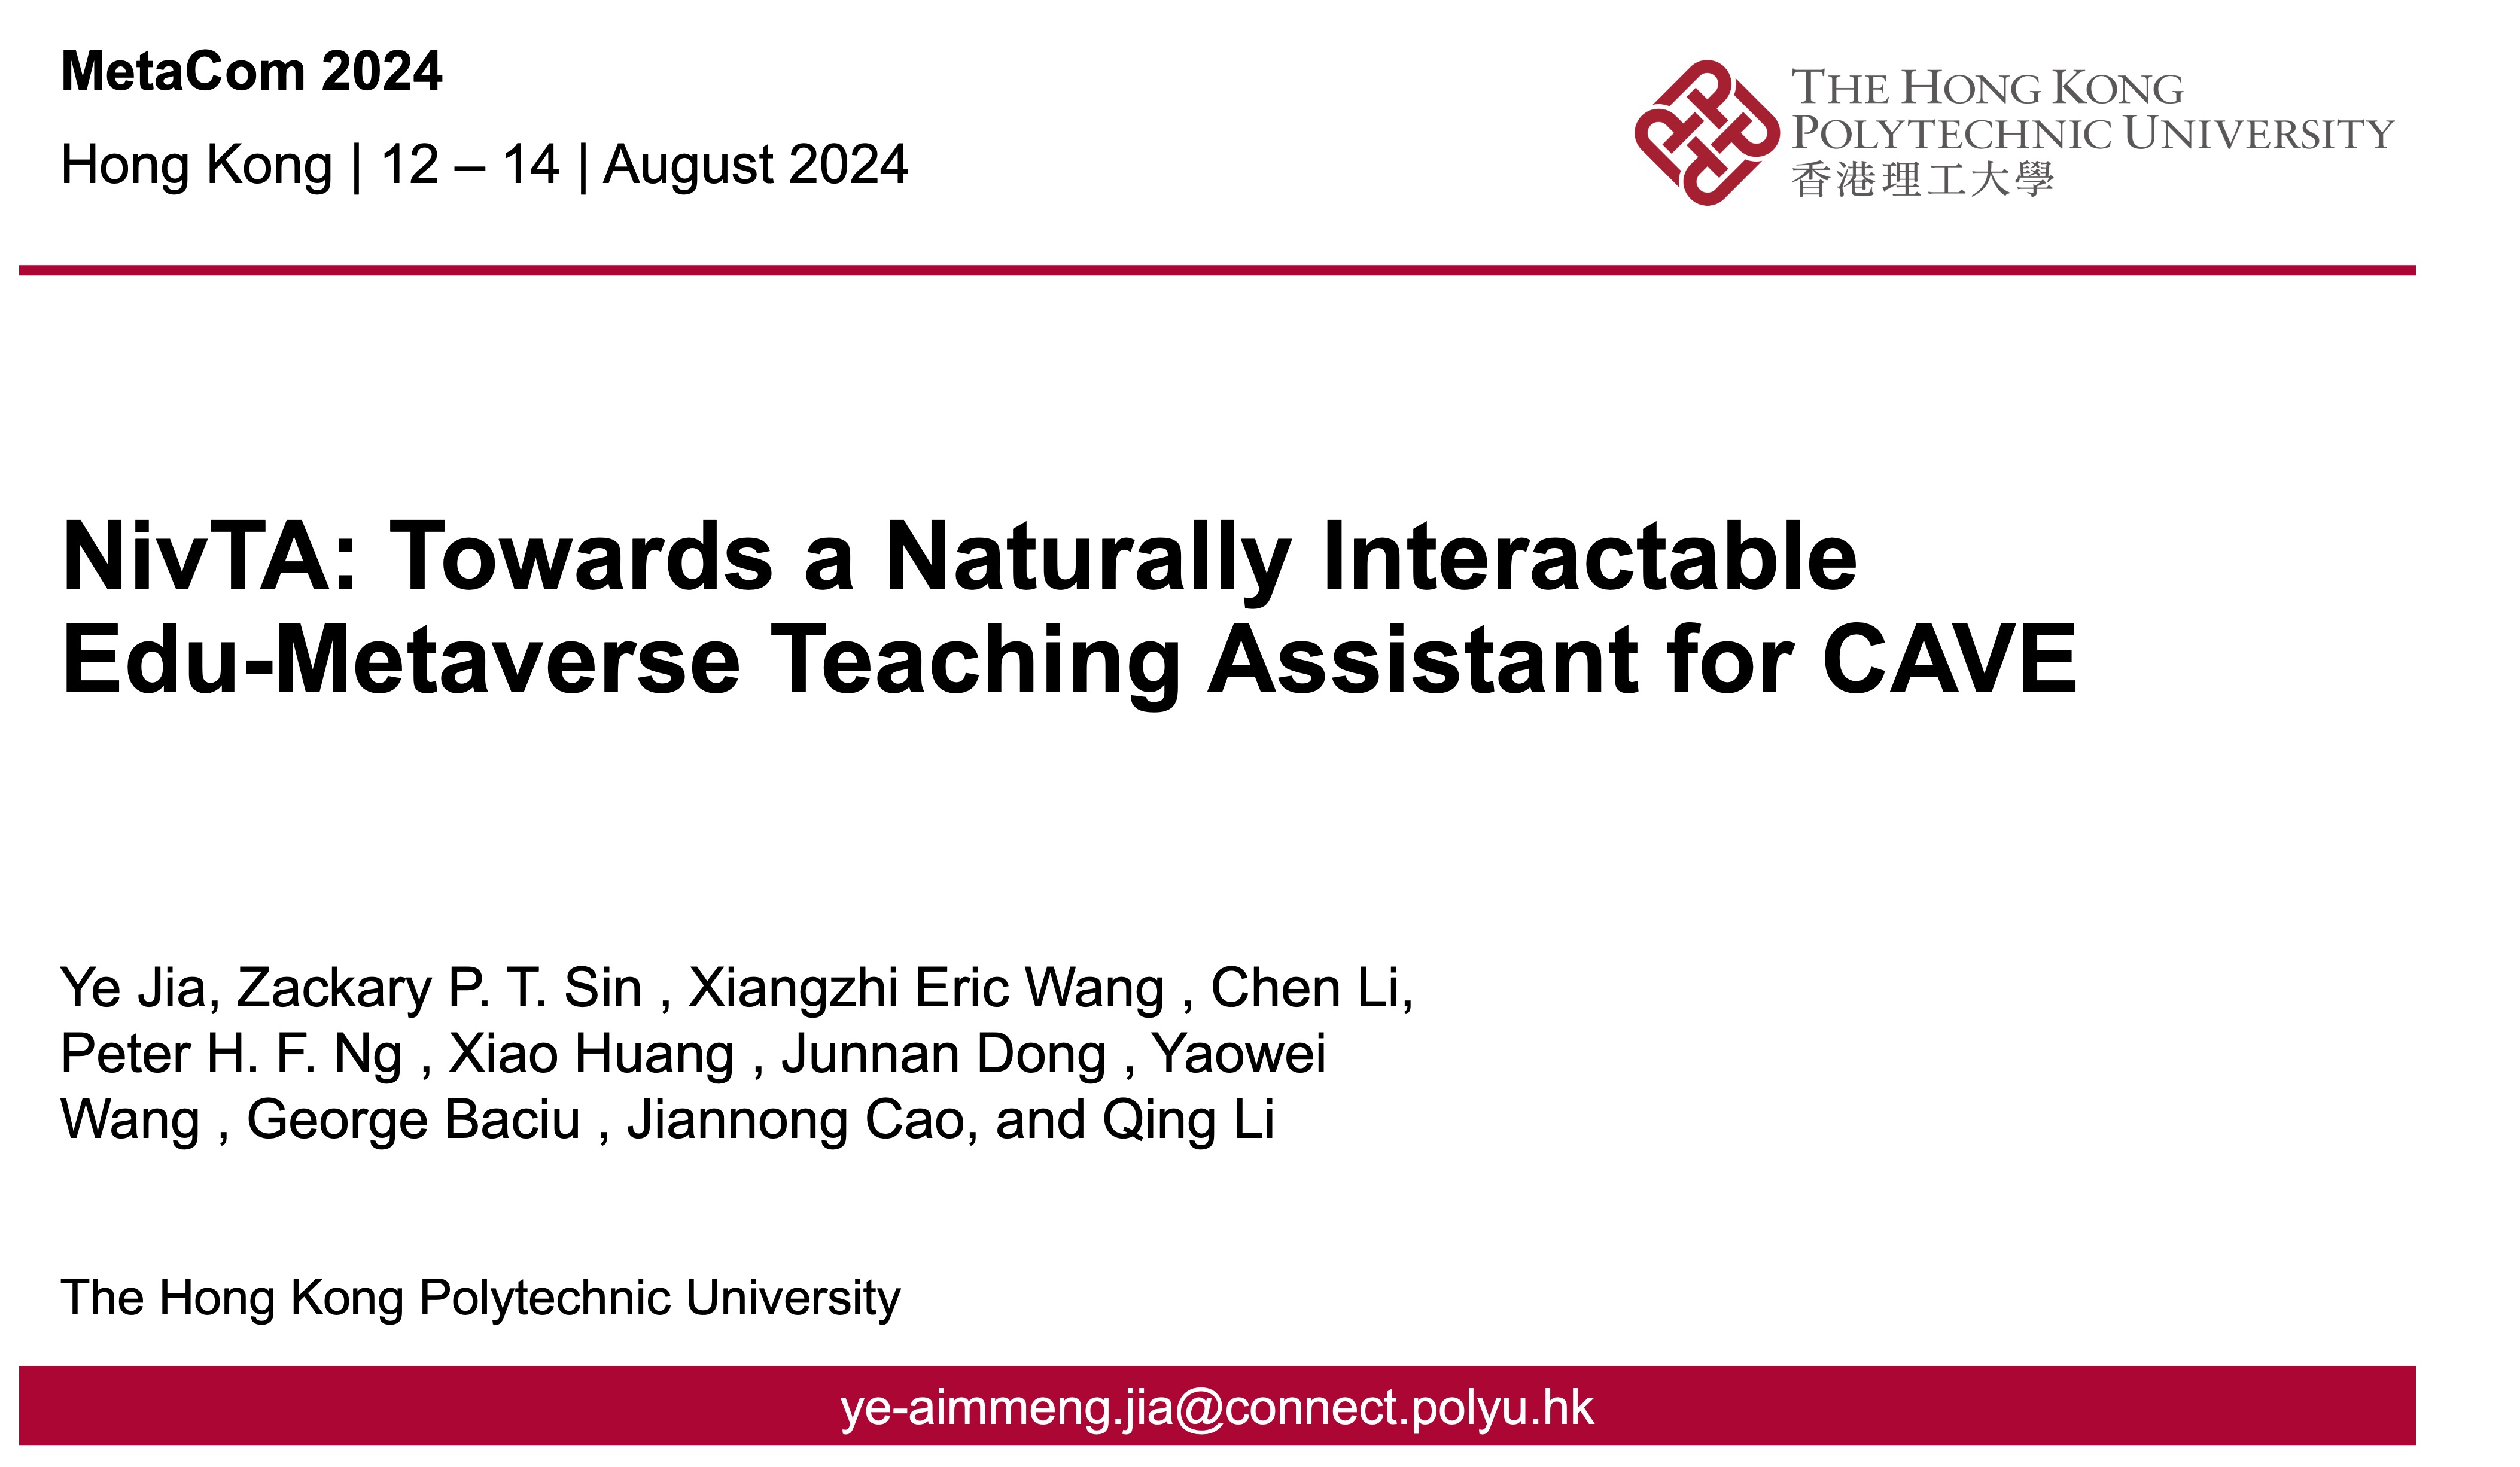 MetaCom 2024
Hong Kong | 12 – 14 | August 2024
THE HONG KONG
POLYTECHNIC UNIVERSITY
香港理工大學
NivTA: Towards a Naturally Interactable
Edu-Metaverse Teaching Assistant for CAVE
Ye Jia, Zackary P. T. Sin , Xiangzhi Eric Wang , Chen Li,
Peter H. F. Ng , Xiao Huang , Junnan Dong , Yaowei
Wang , George Baciu , Jiannong Cao, and Qing Li
The Hong Kong Polytechnic University
ye-aimmeng.jia@connect.polyu.hk